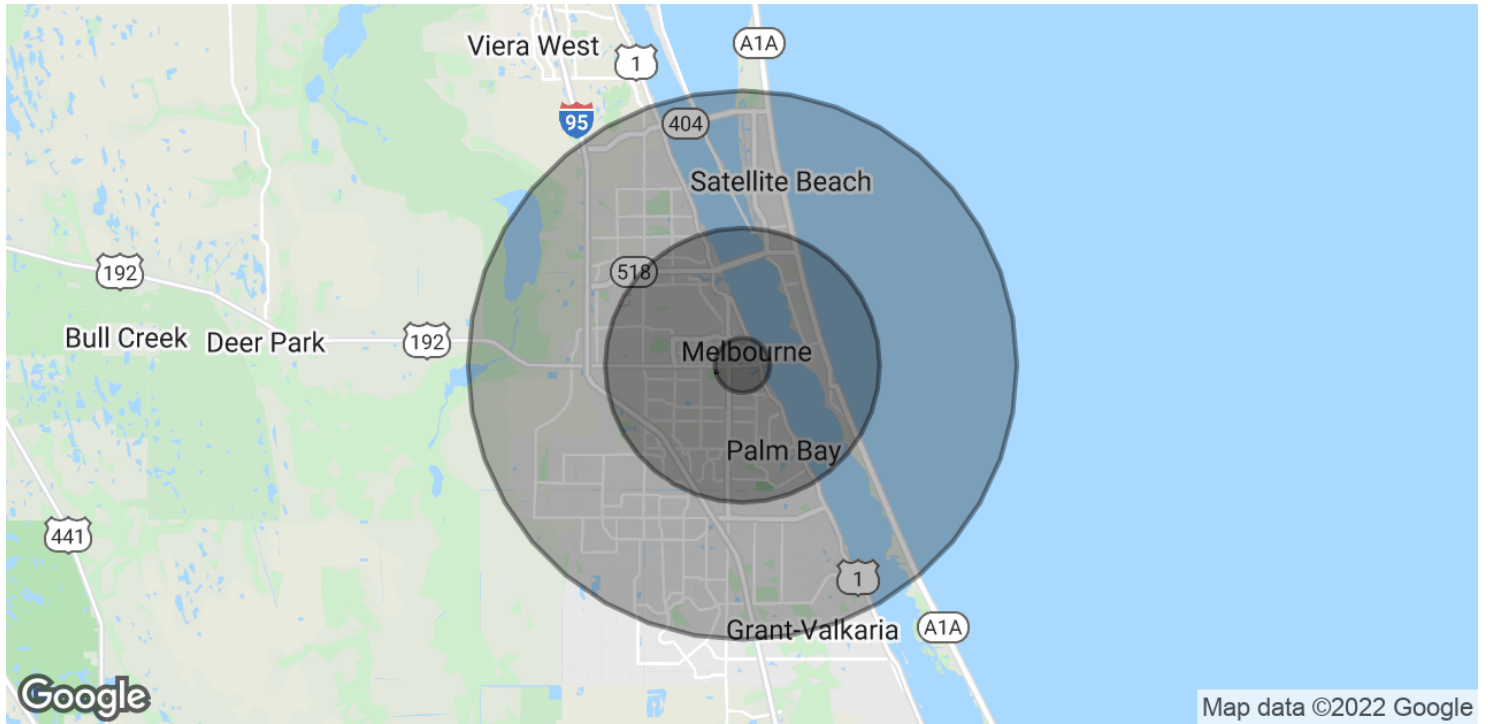 Viera West
1
A1A
95
404
Satellite Beach
192
518
Bull Creek
Deer Park
192
Melbourne
Palm Bay
441
1
Grant-Valkaria
A1A
Google
Map data ©2022 Google